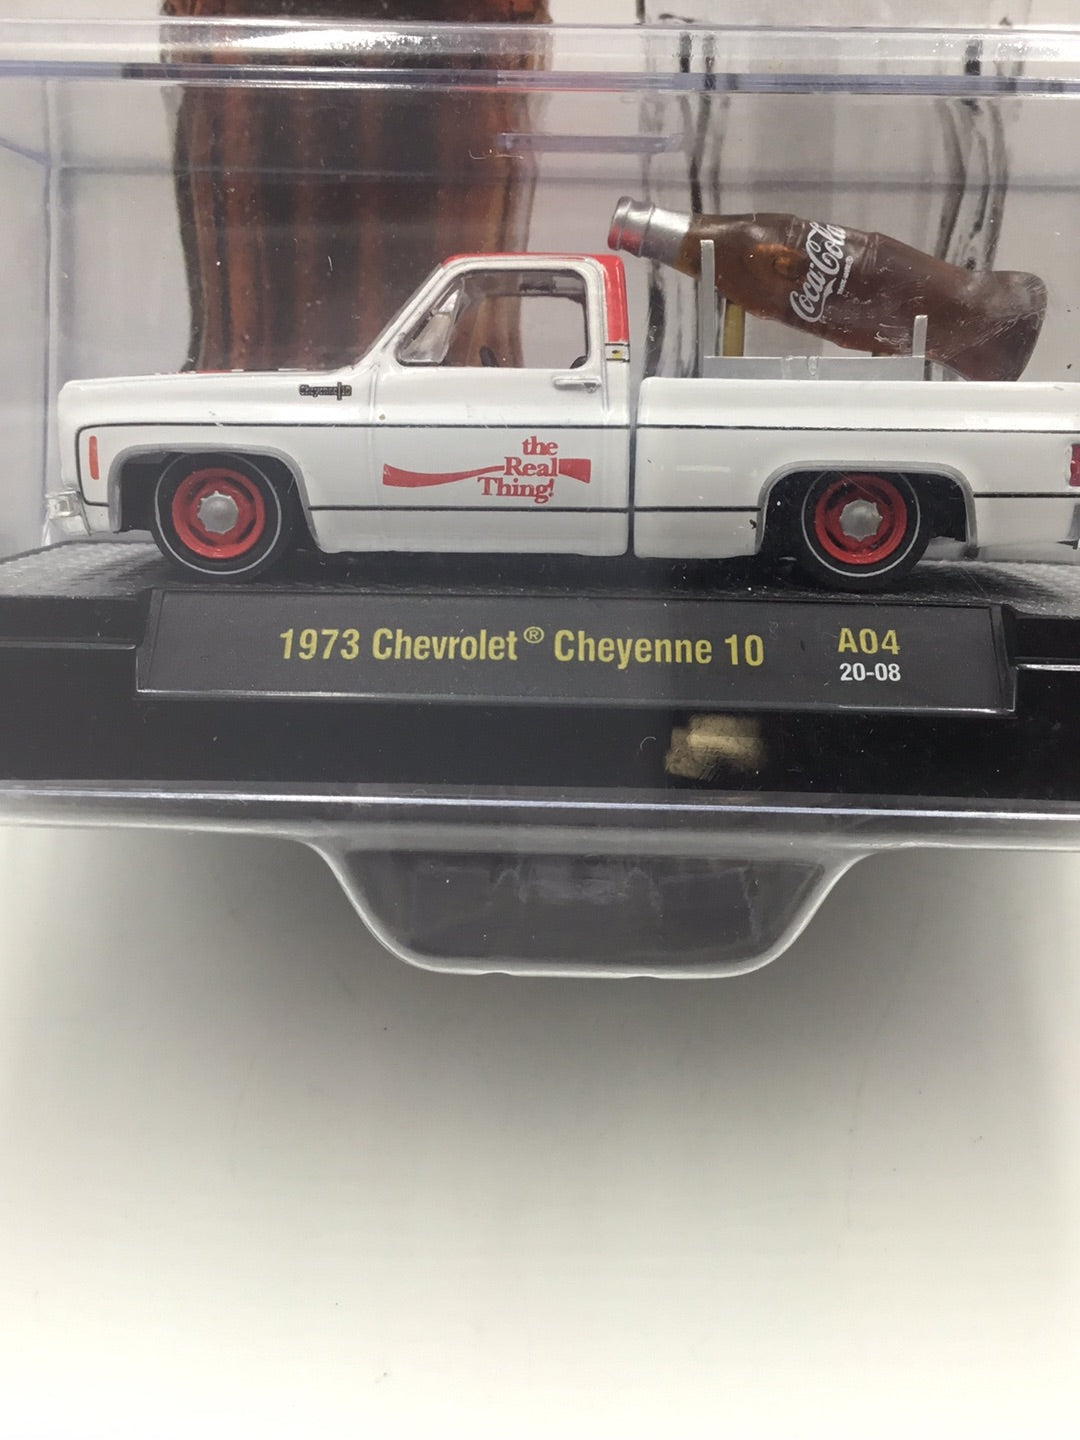 Coca-Cola
Cheyenne 10
the
Real
Thing!
1973 Chevrolet® Cheyenne 10 A04
20-08